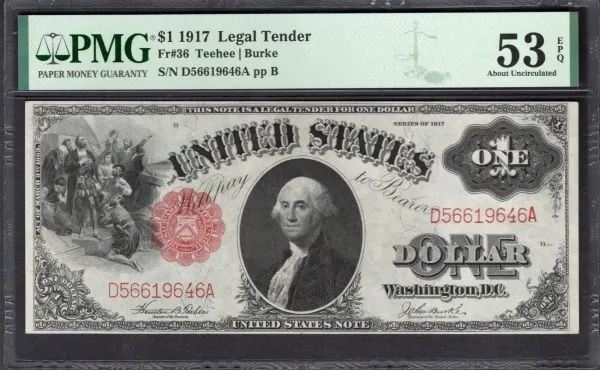 PMG
PAPER MONEY GUARANTY
$1 1917 Legal Tender
Fr#36 Teehee | Burke
S/N D56619646A pp B
53 EPQ
About Uncirculated
THIS NOTE IS A LEGAL TENDER FOR ONE DOLLAR
SERIES OF 1917
UNITED STATES
ONE
Will pay to Bearer
D56619646A
ONE
DOLLAR
Washington, D.C.
D56619646A
UNITED STATES NOTE